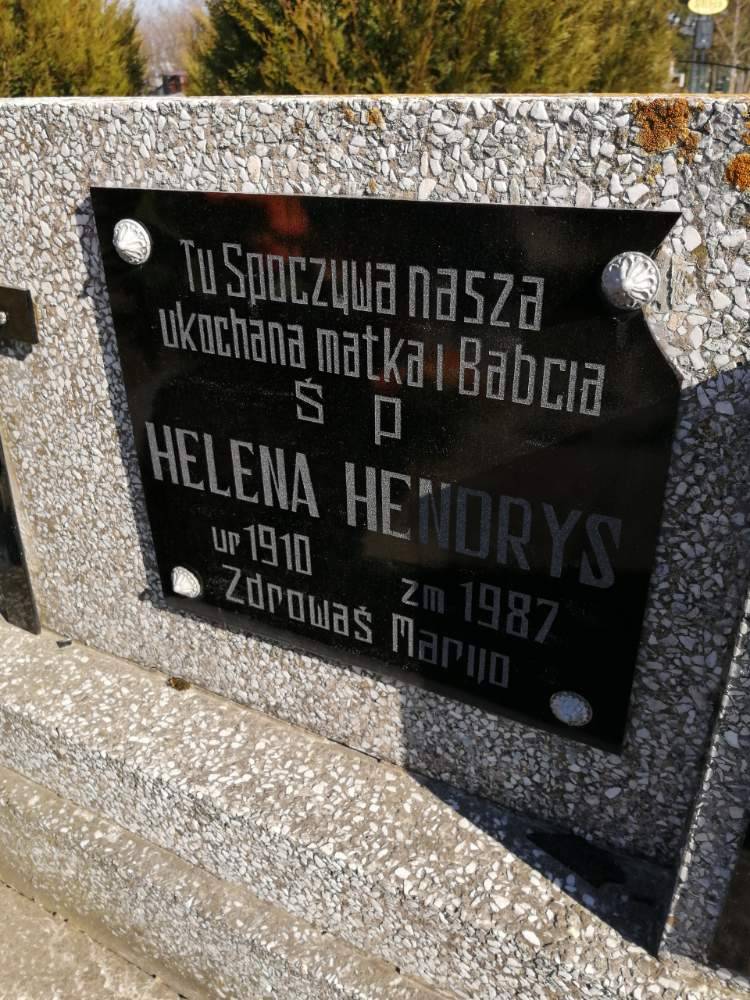 Tu Spoczywa nasza
ukochana matka i Babcia
Ś P
HELENA HENDRYS
ur 1910
zm 1987
Zdrowaś Marijo